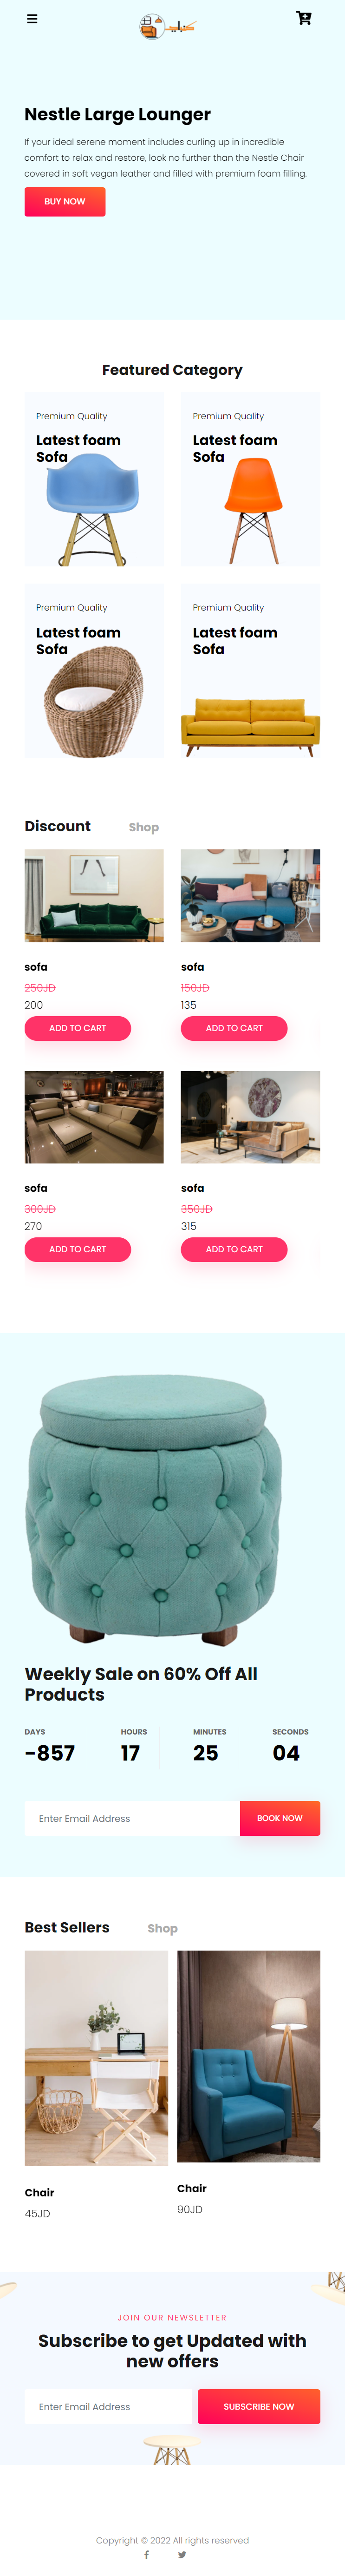 Nestle Large Lounger
If your ideal serene moment includes curling up in incredible
comfort to relax and restore, look no further than the Nestle Chair
covered in soft vegan leather and filled with premium foam filling.
BUY NOW
Featured Category
Premium Quality
Latest foam
Sofa
Premium Quality
Latest foam
Sofa
Premium Quality
Latest foam
Sofa
Premium Quality
Latest foam
Sofa
Discount
Shop
sofa
250JD
200
ADD TO CART
sofa
150JD
135
ADD TO CART
sofa
300JD
270
ADD TO CART
sofa
350JD
315
ADD TO CART
Weekly Sale on 60% Off All
Products
DAYS
-857
HOURS
17
MINUTES
25
SECONDS
04
Enter Email Address
BOOK NOW
Best Sellers
Shop
Chair
45JD
Chair
90JD
JOIN OUR NEWSLETTER
Subscribe to get Updated with
new offers
Enter Email Address
SUBSCRIBE NOW
Copyright © 2022 All rights reserved